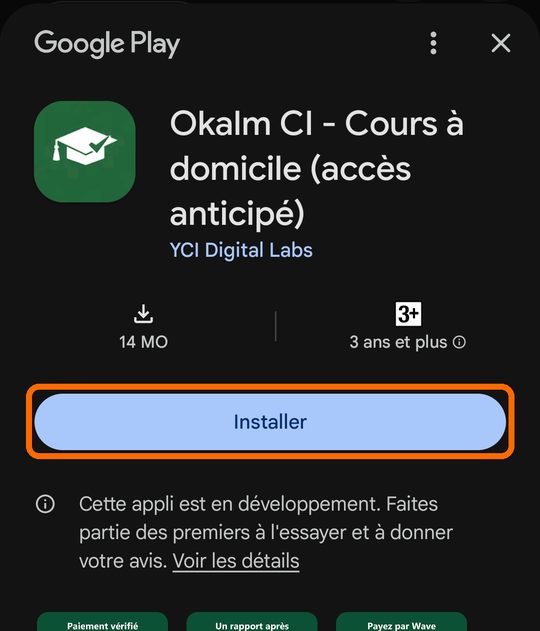 Google Play
Okalm CI - Cours à
domicile (accès
anticipé)
YCI Digital Labs
3+
14 MO
3 ans et plus
Installer
Cette appli est en développement. Faites
partie des premiers à l'essayer et à donner
votre avis. Voir les détails
Paiement vérifié
Un rapport après
Payez par Wave